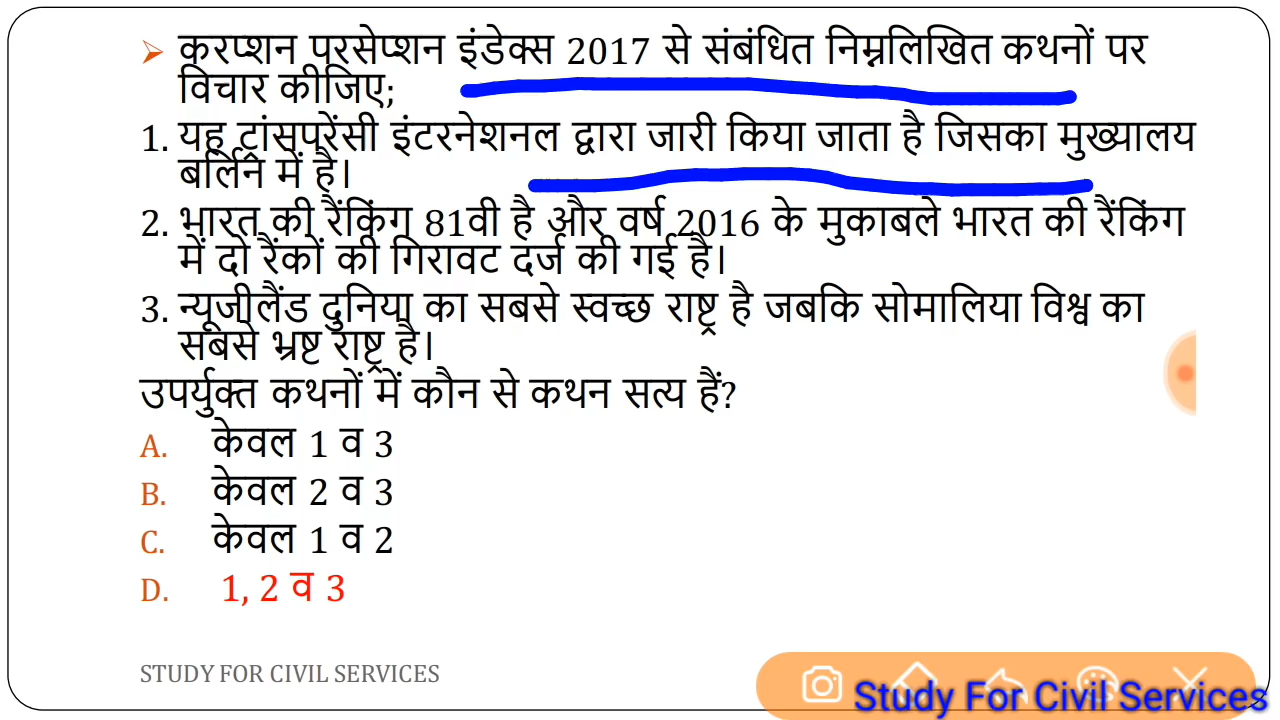 ➢ करप्शन परसेप्शन इंडेक्स 2017 से संबंधित निम्नलिखित कथनों पर
विचार कीजिए;
1. यह ट्रांसपरेंसी इंटरनेशनल द्वारा जारी किया जाता है जिसका मुख्यालय
बर्लिन में है।
2. भारत की रैंकिंग 81वी है और वर्ष 2016 के मुकाबले भारत की रैंकिंग
में दो रैंकों की गिरावट दर्ज की गई है।
3. न्यूजीलैंड दुनिया का सबसे स्वच्छ राष्ट्र है जबकि सोमालिया विश्व का
सबसे भ्रष्ट राष्ट्र है।
उपर्युक्त कथनों में कौन से कथन सत्य हैं?
A. केवल 1 व 3
B. केवल 2 व 3
C. केवल 1 व 2
D. 1, 2 व 3
STUDY FOR CIVIL SERVICES
Study For Civil Services